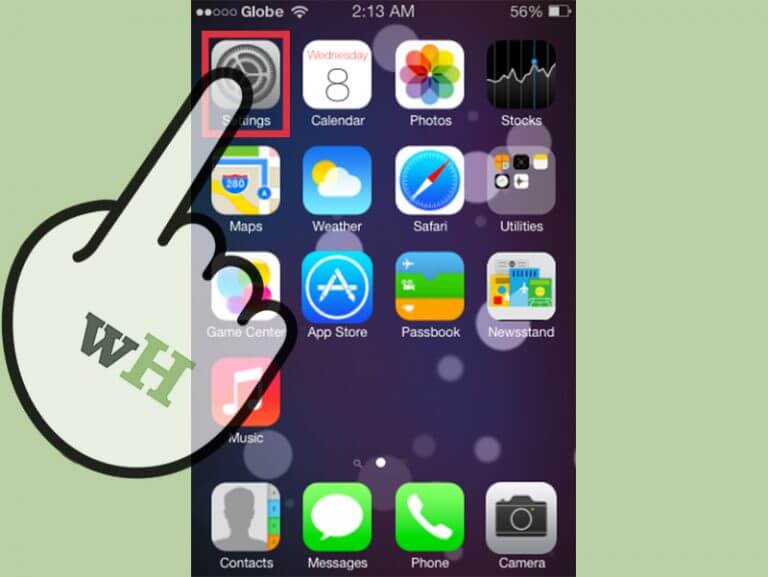 Globe 2:13 AM 56%
Wednesday
8
Settings Calendar Photos Stocks
280
Maps Weather Safari Utilities
Game Center App Store Passbook Newsstand
Music
wH
Contacts Messages Phone Camera